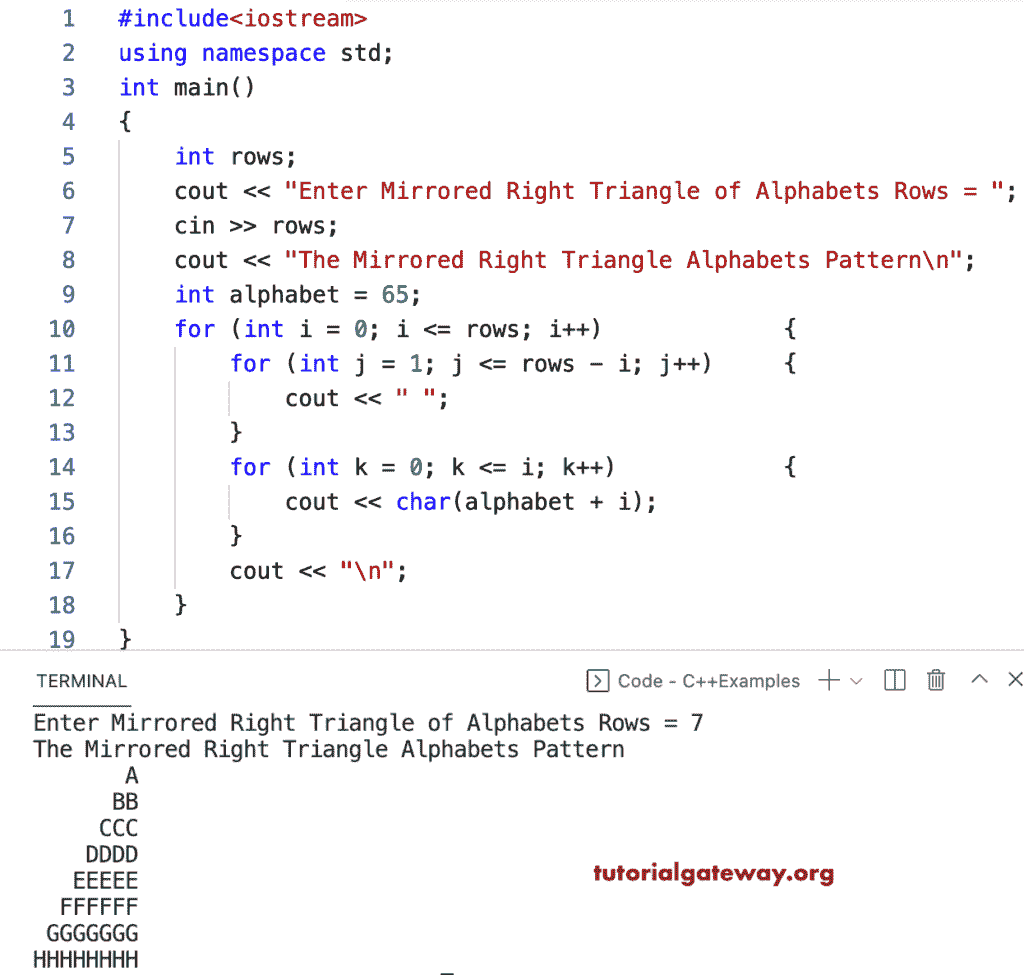 1 #include<iostream>
2 using namespace std;
3 int main()
4 {
5 int rows;
6 cout << "Enter Mirrored Right Triangle of Alphabets Rows = ";
7 cin >> rows;
8 cout << "The Mirrored Right Triangle Alphabets Pattern\n";
9 int alphabet = 65;
10 for (int i = 0; i <= rows; i++) {
11 for (int j = 1; j <= rows - i; j++) {
12 cout << " ";
13 }
14 for (int k = 0; k <= i; k++) {
15 cout << char(alphabet + i);
16 }
17 cout << "\n";
18 }
19 }
TERMINAL Code - C++Examples
Enter Mirrored Right Triangle of Alphabets Rows = 7
The Mirrored Right Triangle Alphabets Pattern
A
BB
CCC
DDDD
EEEEE
FFFFFF
GGGGGGG
HHHHHHHH
tutorialgateway.org